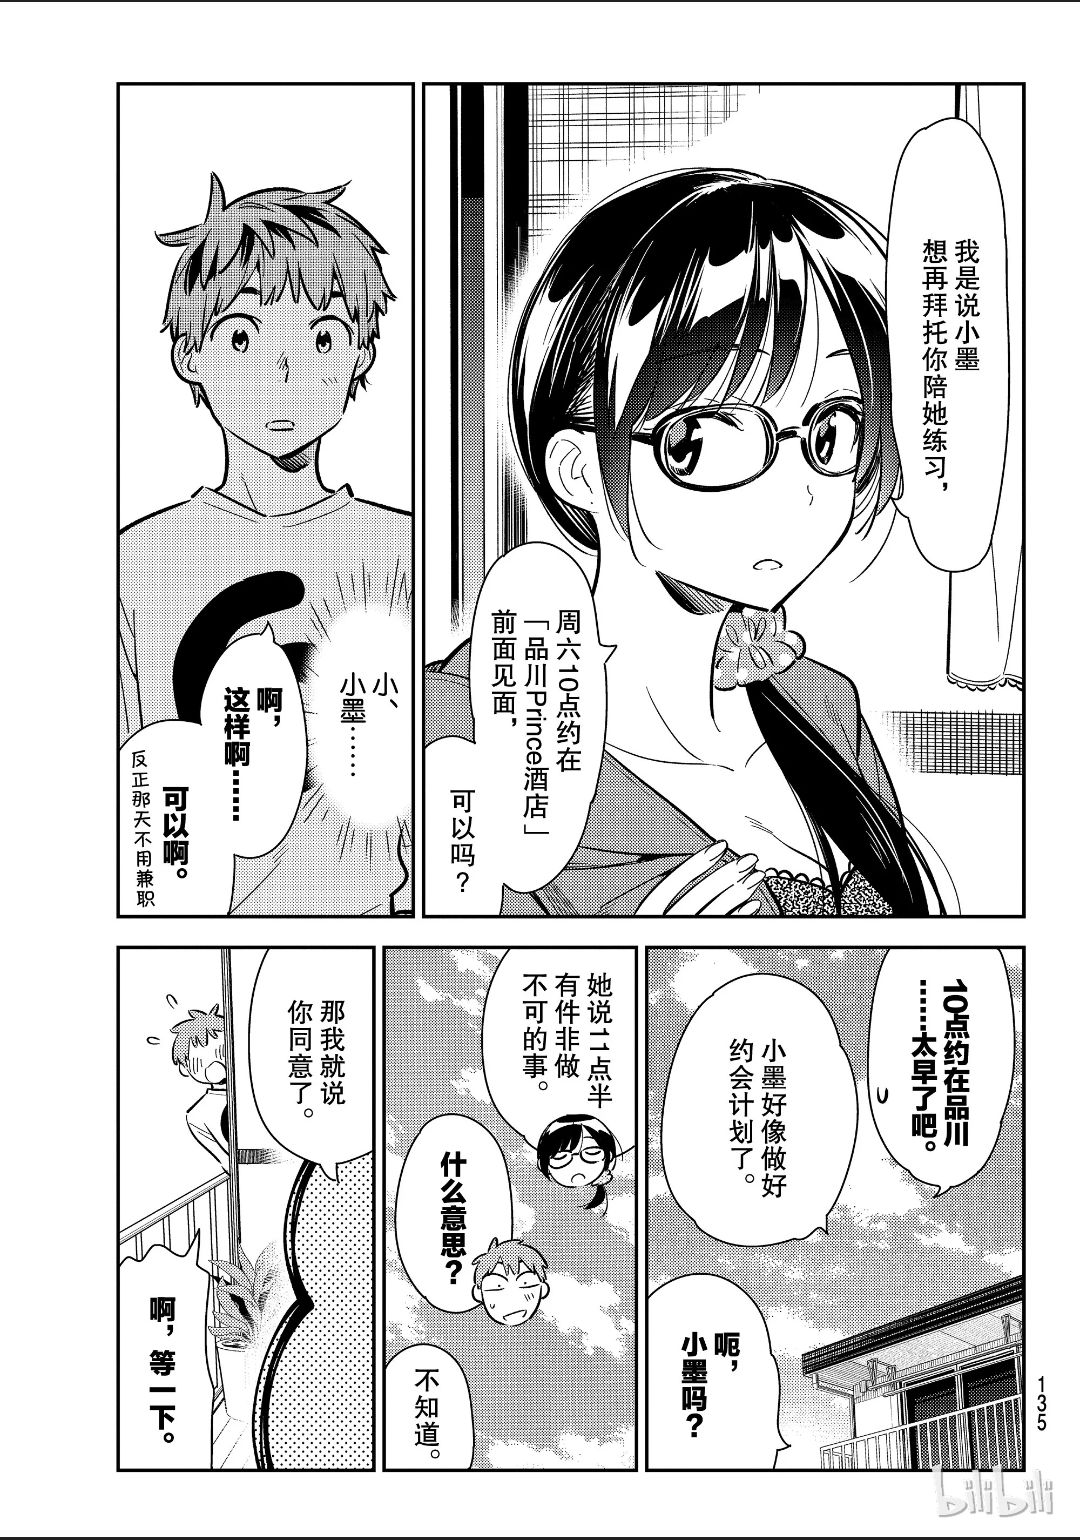 我是说小墨
想再拜托你陪她练习，
周六10点约在
「品川Prince酒店」
前面见面，
可以吗？
小、
小墨……
啊，
这样啊……
可以啊。
反正那天不用兼职
10点约在品川
……太早了吧。
小墨好像做好
约会计划了。
呃，
小墨吗？
她说11点半
有件非做
不可的事。
什么意思？
不知道。
那我就说
你同意了。
啊，等一下。
135
bilibili